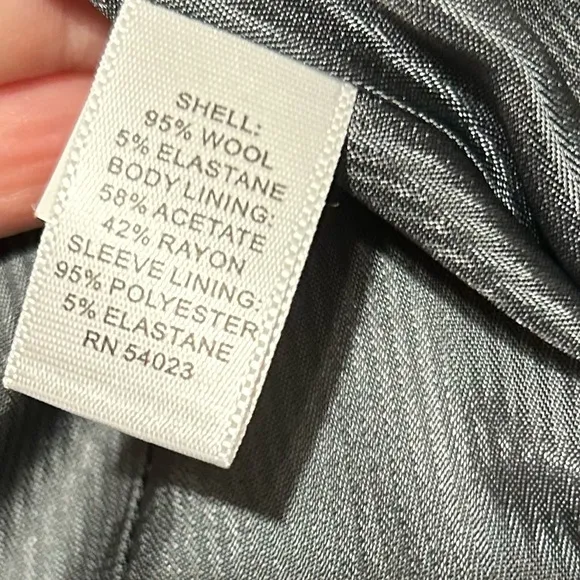 SHELL:
95% WOOL
5% ELASTANE
BODY LINING:
58% ACETATE
42% RAYON
SLEEVE LINING:
95% POLYESTER
5% ELASTANE
RN 54023